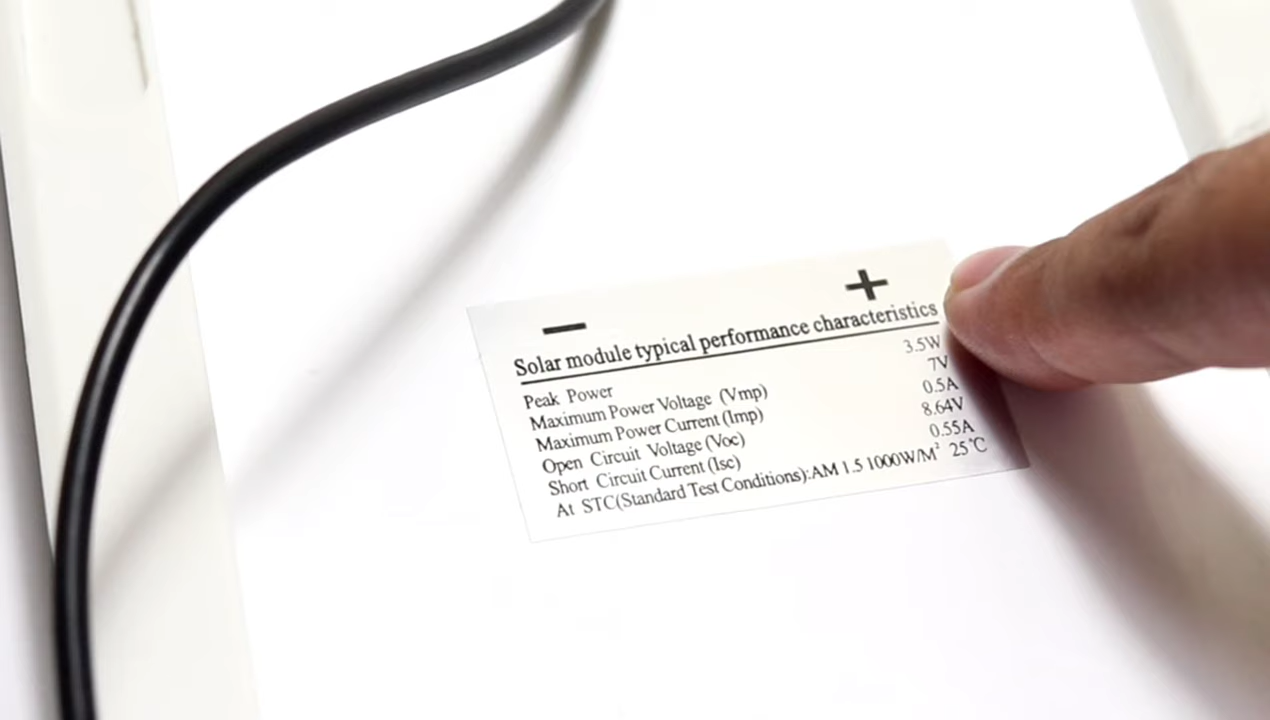 − +
Solar module typical performance characteristics
Peak Power 3.5W
Maximum Power Voltage (Vmp) 7V
Maximum Power Current (Imp) 0.5A
Open Circuit Voltage (Voc) 8.64V
Short Circuit Current (Isc) 0.55A
At STC(Standard Test Conditions):AM 1.5 1000W/M² 25℃